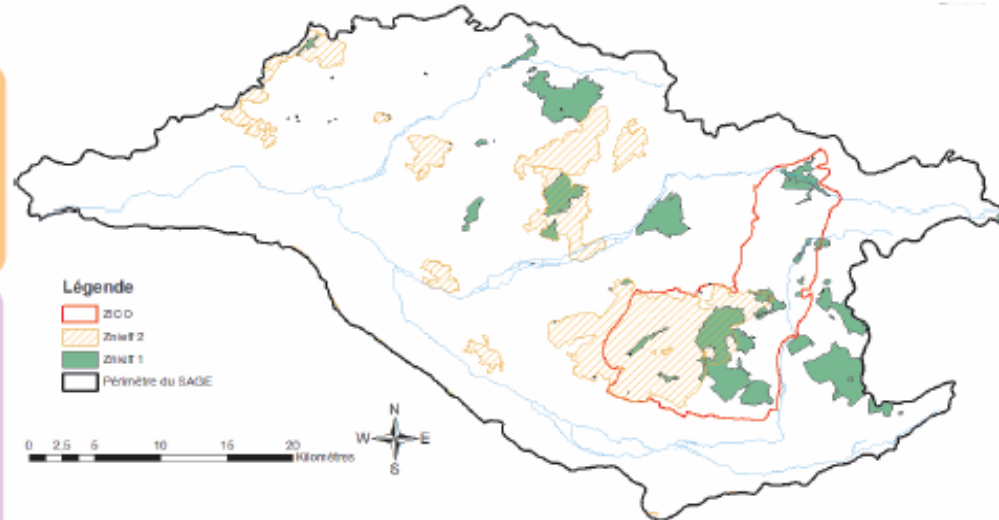 Légende
ZICO
Znieff 2
Znieff 1
Périmètre du SAGE
N
W E
S
0 2.5 5 10 15 20
Kilomètres